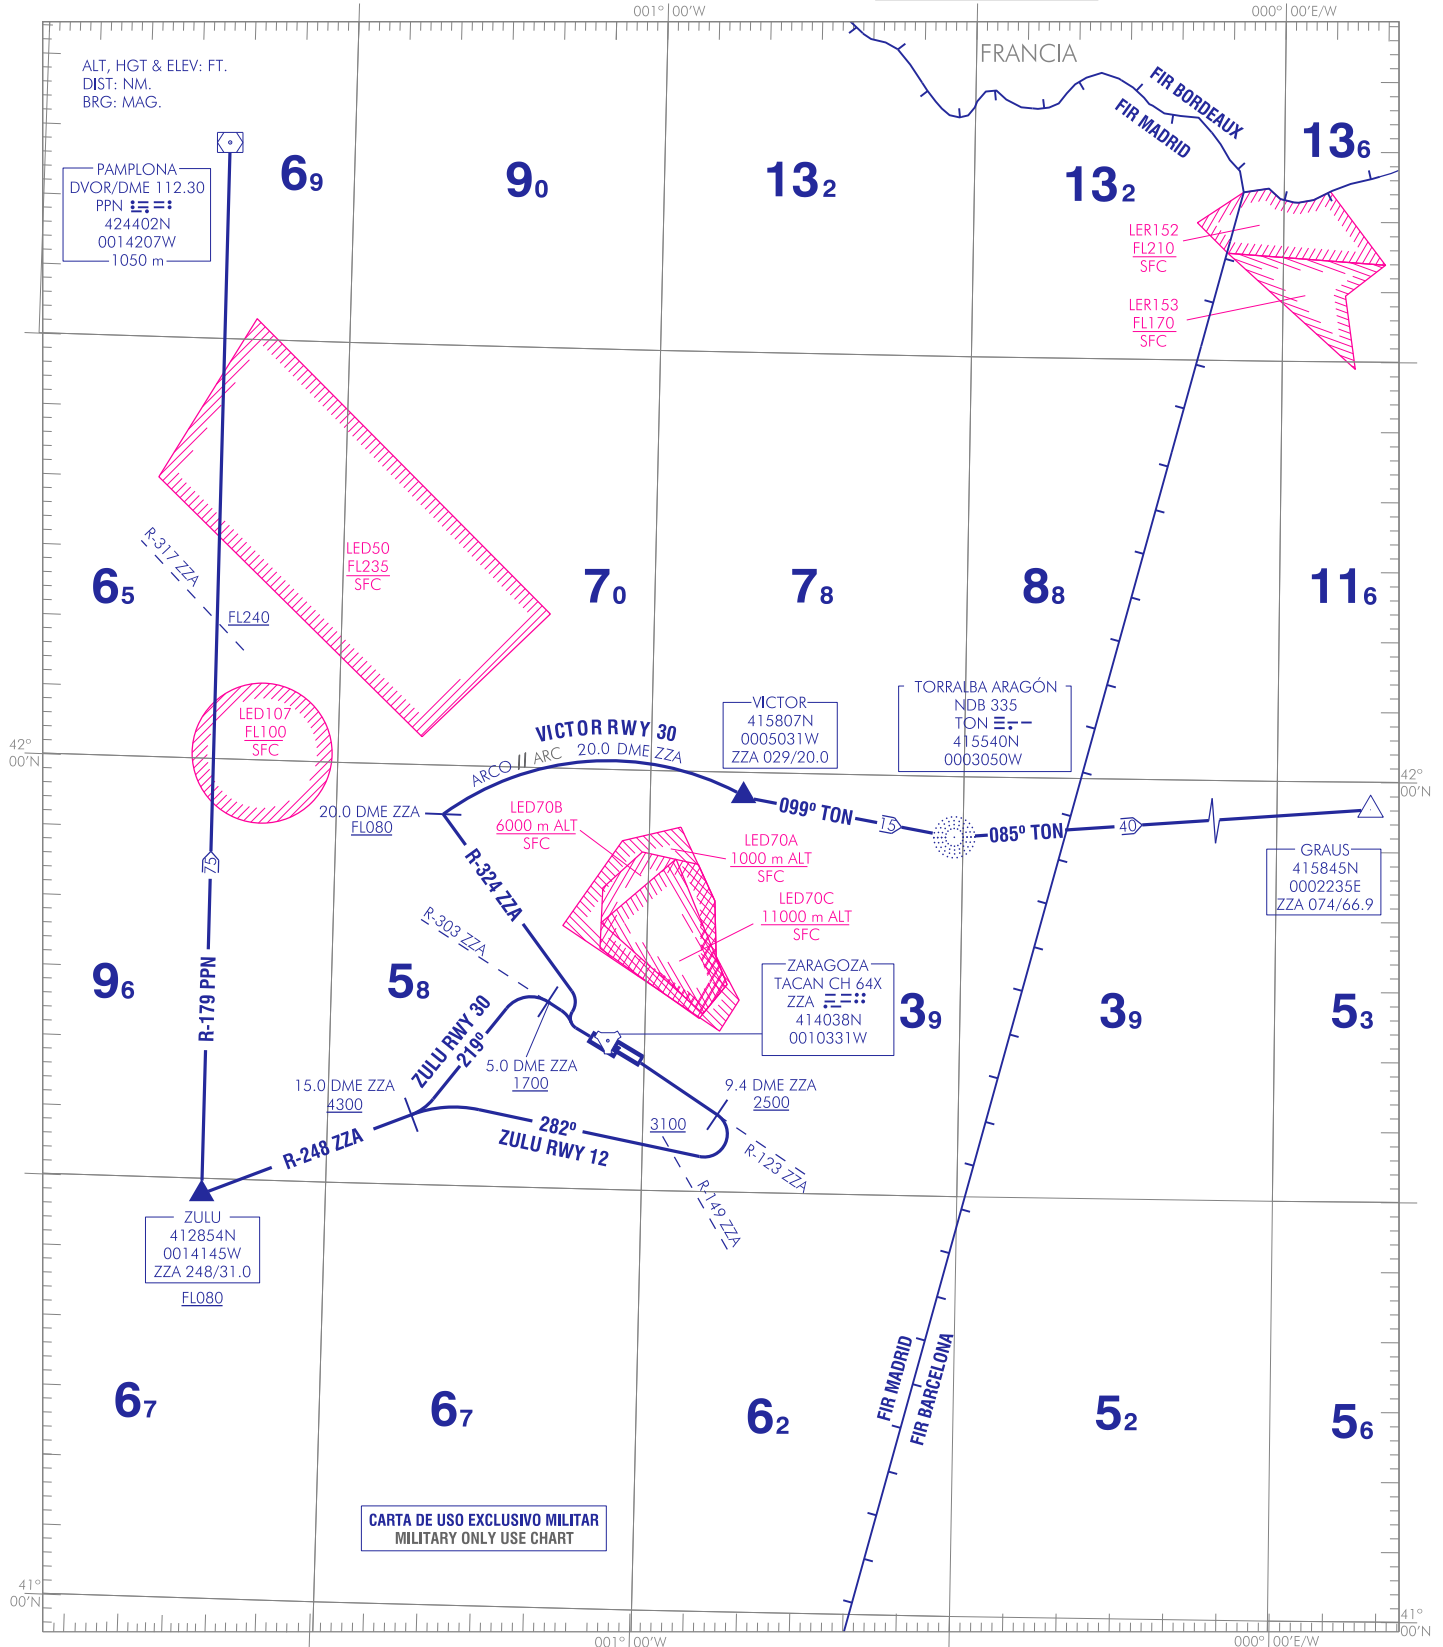 001° 00'W
000° 00'E/W
ALT, HGT & ELEV: FT.
DIST: NM.
BRG: MAG.
FRANCIA
FIR BORDEAUX
FIR MADRID
PAMPLONA
DVOR/DME 112.30
PPN
424402N
0014207W
1050 m
69
90
132
132
136
LER152
FL210
SFC
LER153
FL170
SFC
R-317 ZZA
FL240
LED50
FL235
SFC
65
70
78
88
116
LED107
FL100
SFC
VICTOR RWY 30
20.0 DME ZZA
ARCO // ARC
VICTOR
415807N
0005031W
ZZA 029/20.0
TORRALBA ARAGÓN
NDB 335
TON
415540N
0003050W
42°
00'N
42°
00'N
20.0 DME ZZA
FL080
LED70B
6000 m ALT
SFC
LED70A
1000 m ALT
SFC
LED70C
11000 m ALT
SFC
099º TON
15
085º TON
40
GRAUS
415845N
0002235E
ZZA 074/66.9
75
R-324 ZZA
R-303 ZZA
R-179 PPN
96
58
39
39
53
ZARAGOZA
TACAN CH 64X
ZZA
414038N
0010331W
ZULU RWY 30
219º
5.0 DME ZZA
1700
15.0 DME ZZA
4300
9.4 DME ZZA
2500
3100
282º
ZULU RWY 12
R-248 ZZA
R-123 ZZA
R-149 ZZA
ZULU
412854N
0014145W
ZZA 248/31.0
FL080
FIR MADRID
FIR BARCELONA
67
67
62
52
56
CARTA DE USO EXCLUSIVO MILITAR
MILITARY ONLY USE CHART
41°
00'N
41°
00'N
001° 00'W
000° 00'E/W